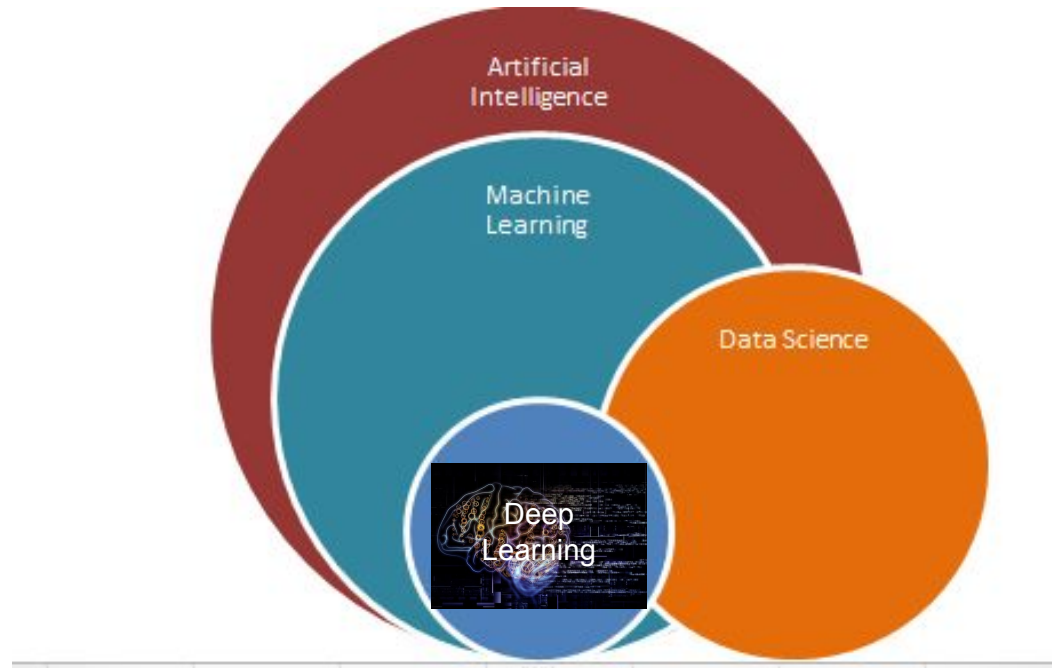 Artificial
Intelligence
Machine
Learning
Data Science
Deep
Learning